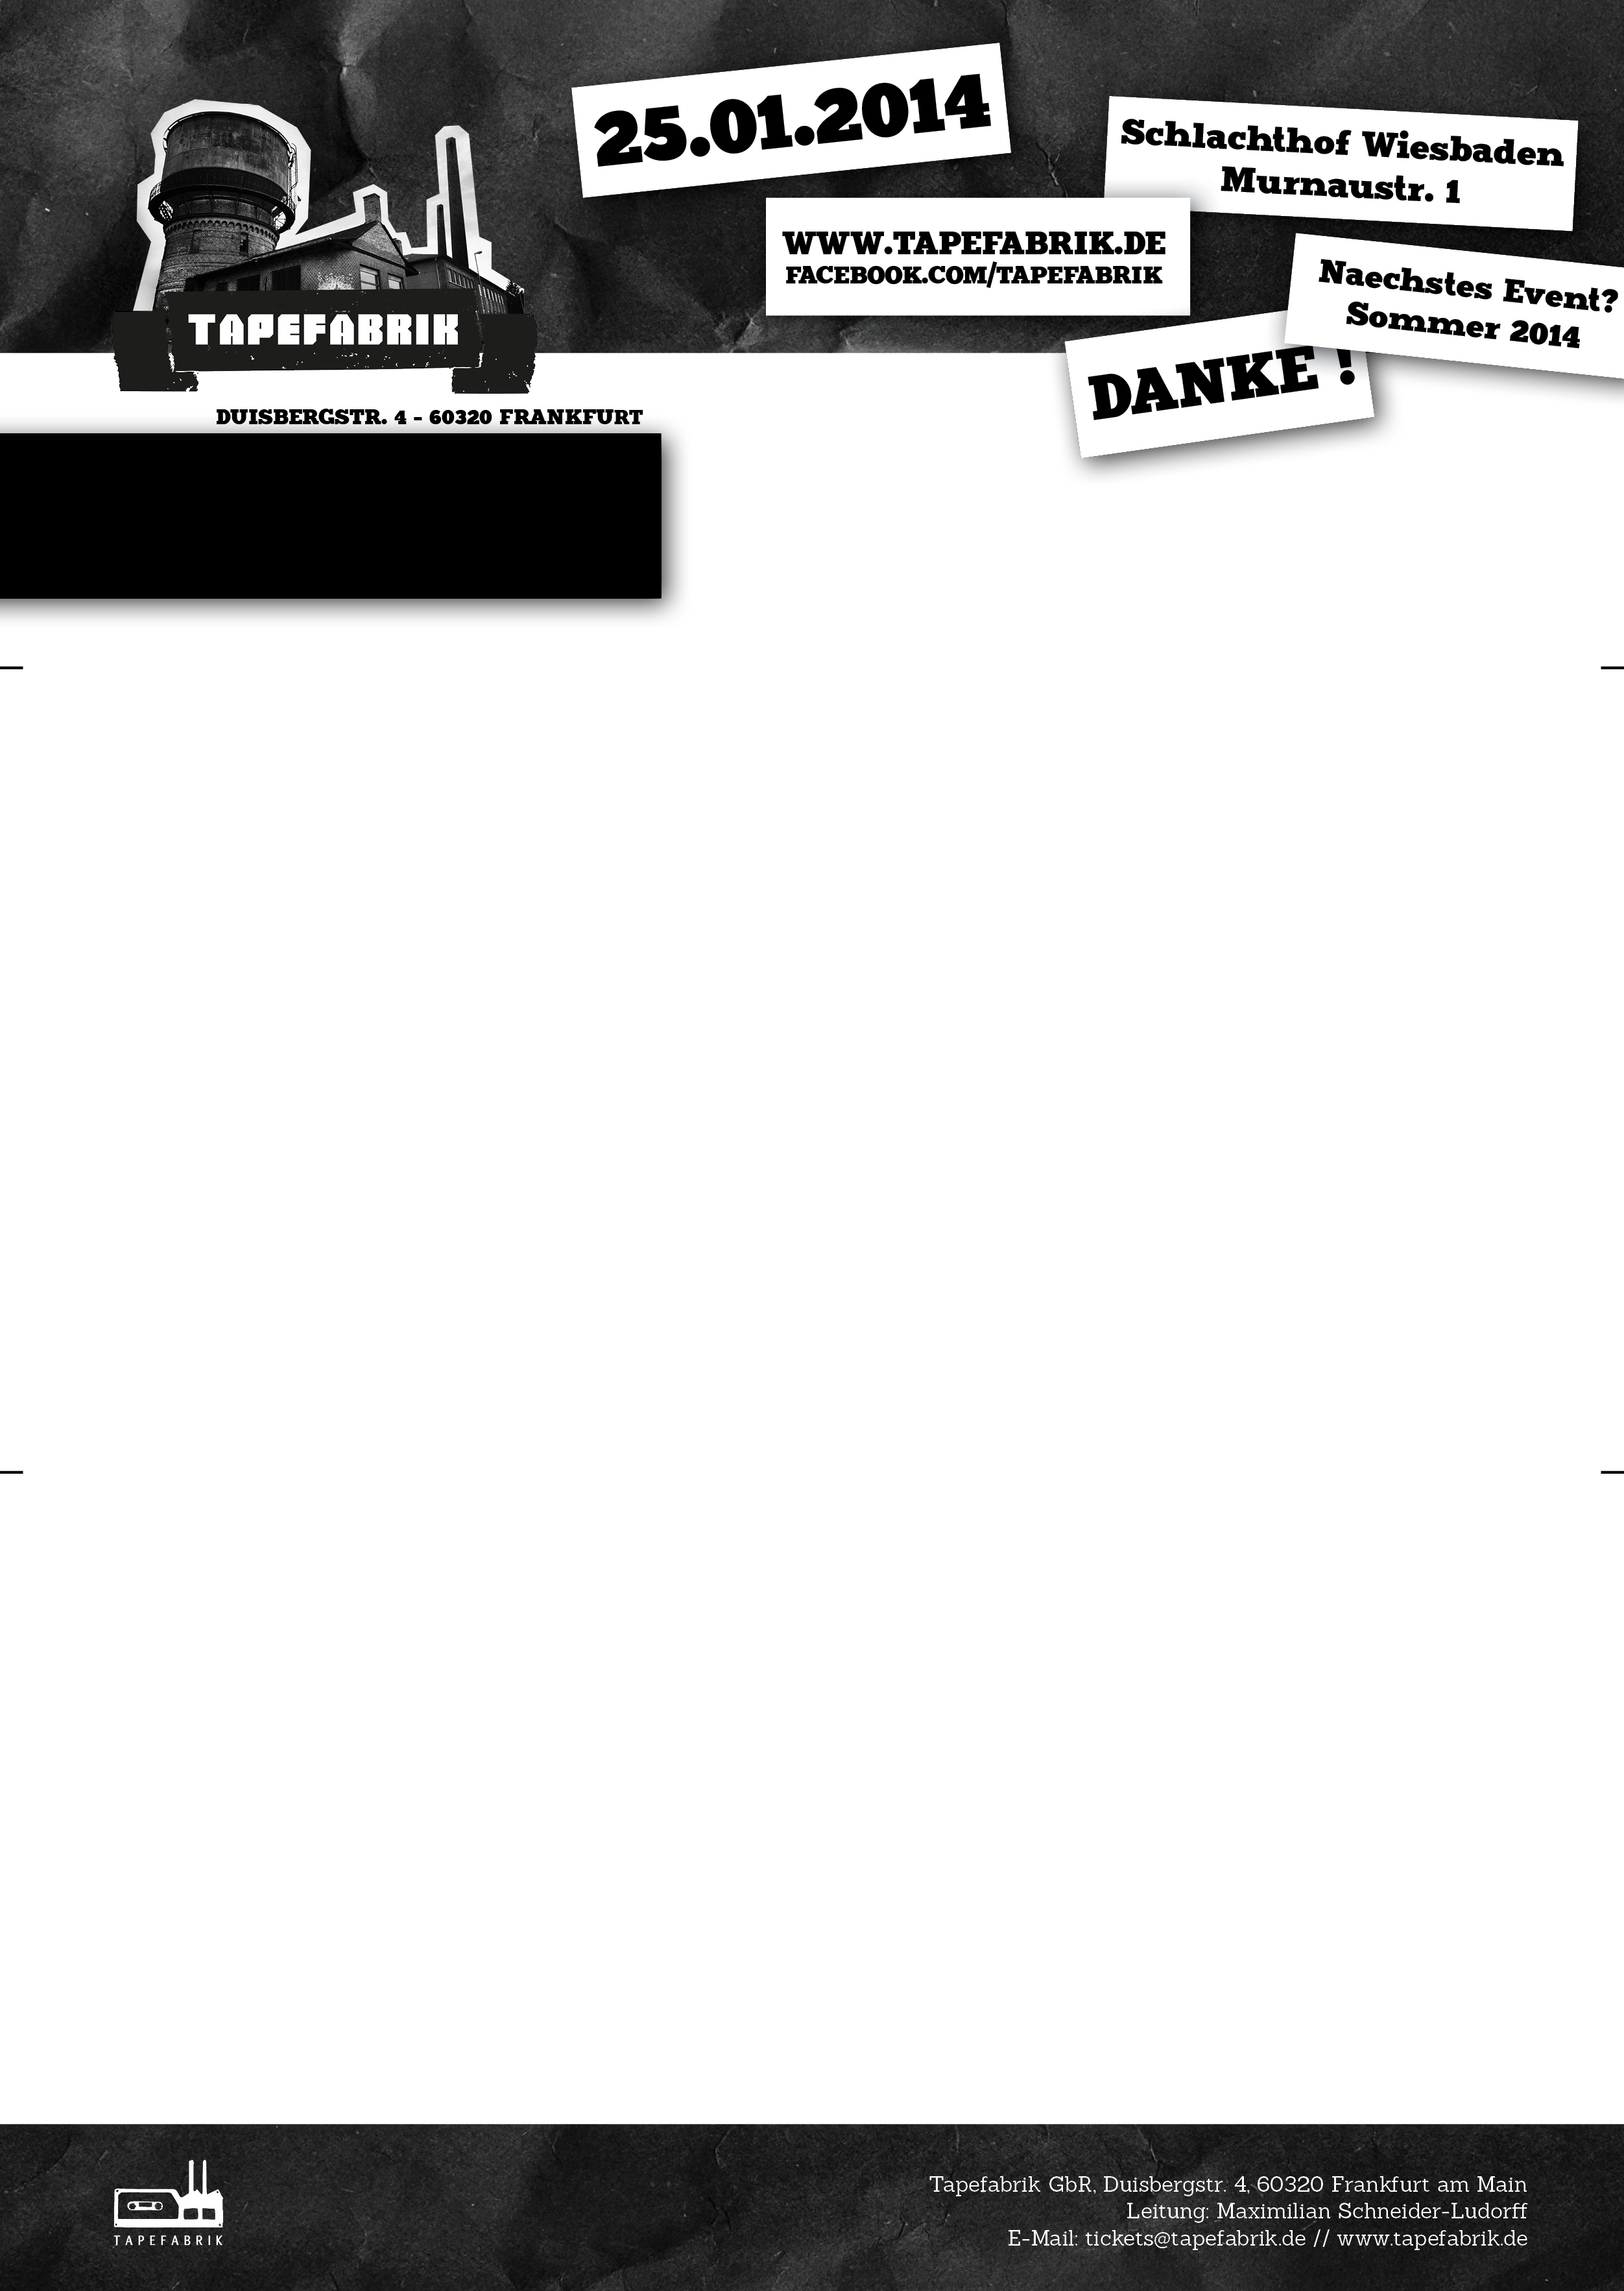 25.01.2014
Schlachthof Wiesbaden
Murnaustr. 1
WWW.TAPEFABRIK.DE
FACEBOOK.COM/TAPEFABRIK
Naechstes Event?
Sommer 2014
TAPEFABRIK
DANKE !
DUISBERGSTR. 4 - 60320 FRANKFURT
TAPEFABRIK
Tapefabrik GbR, Duisbergstr. 4, 60320 Frankfurt am Main
Leitung: Maximilian Schneider-Ludorff
E-Mail: tickets@tapefabrik.de // www.tapefabrik.de